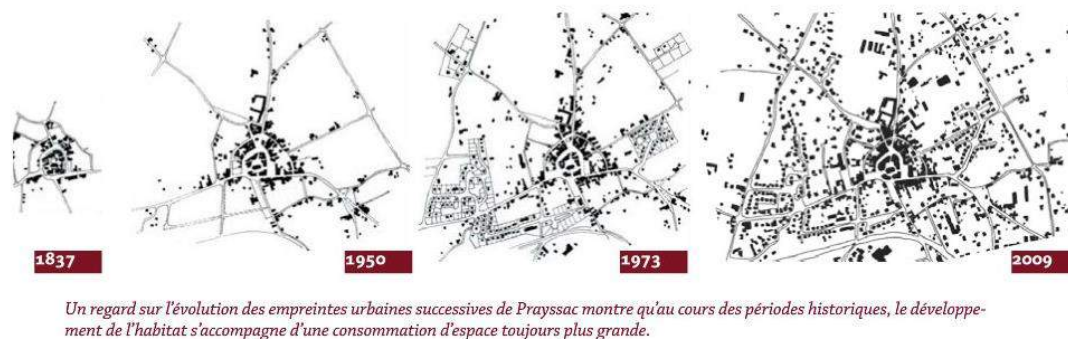 1837
1950
1973
2009
Un regard sur l'évolution des empreintes urbaines successives de Prayssac montre qu'au cours des périodes historiques, le développe-
ment de l'habitat s'accompagne d'une consommation d'espace toujours plus grande.